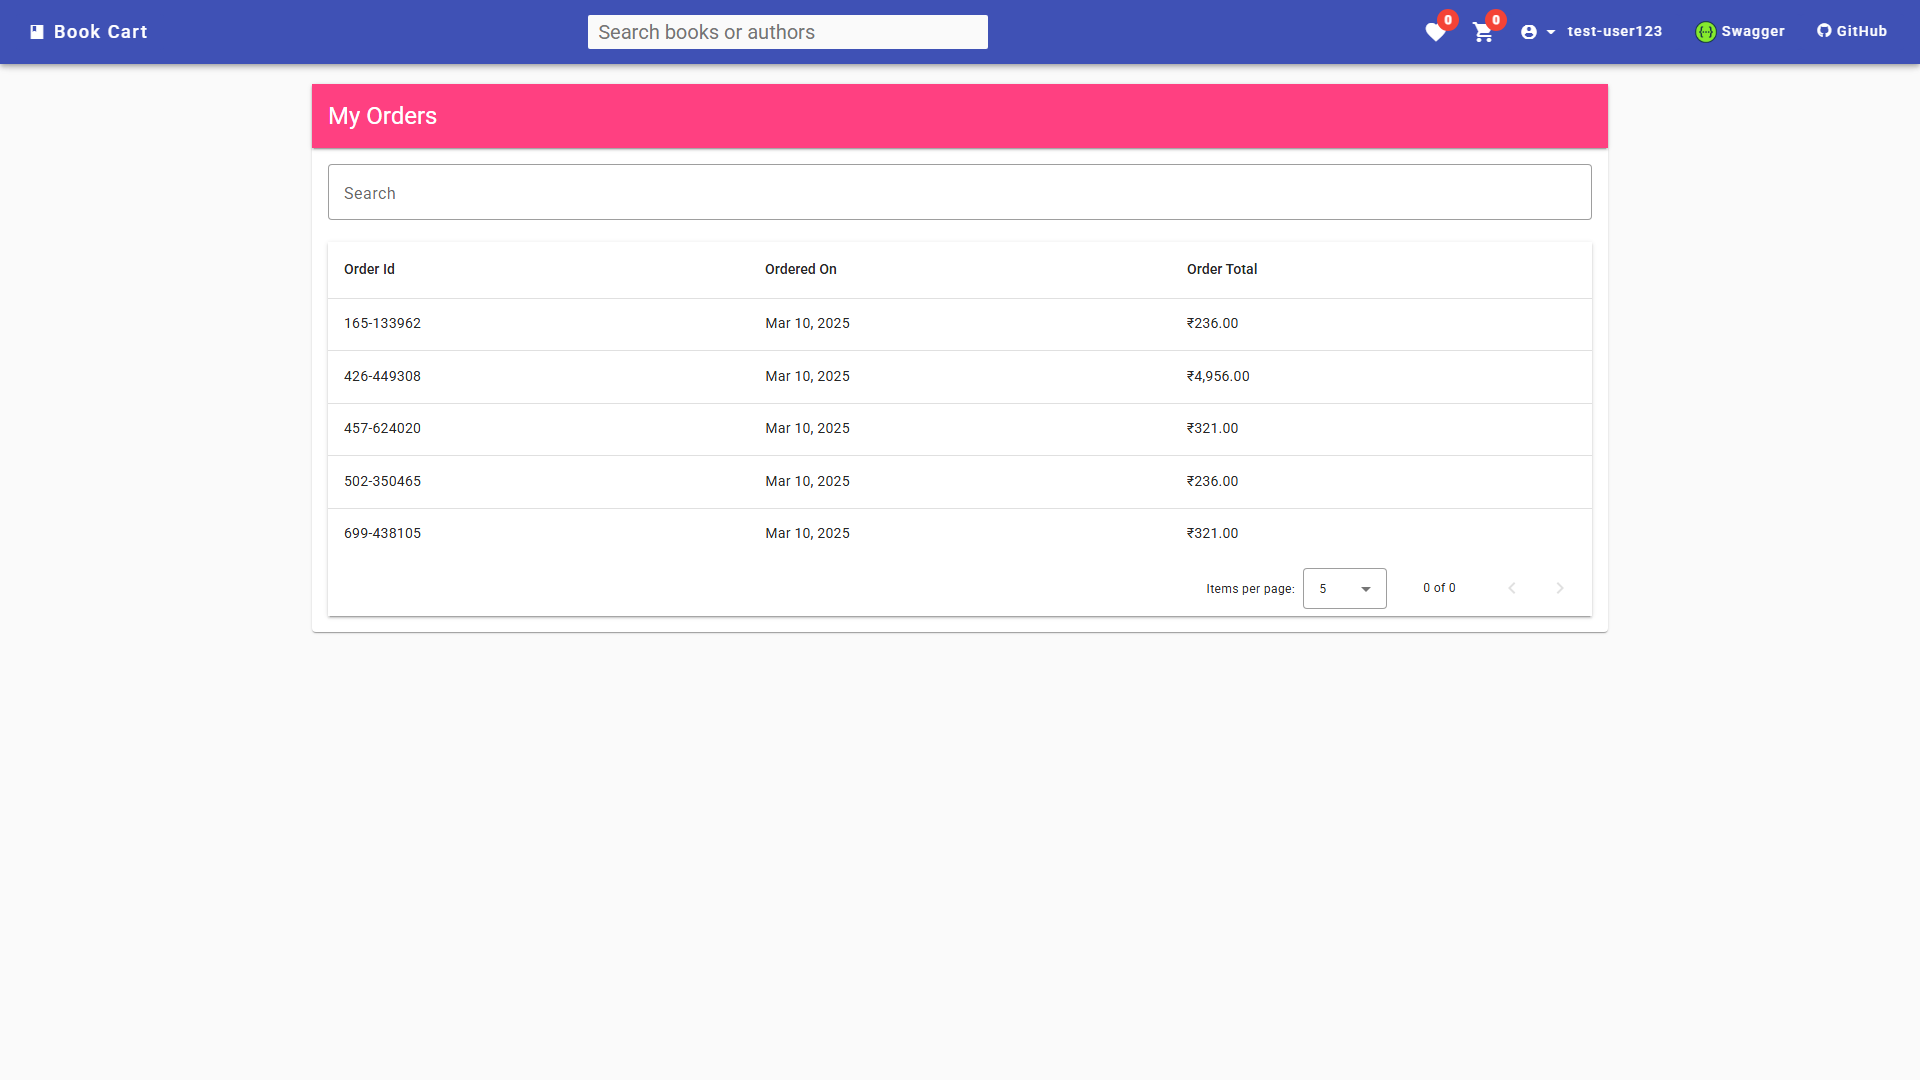 Book Cart
Search books or authors
0
0
test-user123
Swagger
GitHub
My Orders
Search
Order Id Ordered On Order Total
165-133962 Mar 10, 2025 ₹236.00
426-449308 Mar 10, 2025 ₹4,956.00
457-624020 Mar 10, 2025 ₹321.00
502-350465 Mar 10, 2025 ₹236.00
699-438105 Mar 10, 2025 ₹321.00
Items per page: 5 0 of 0